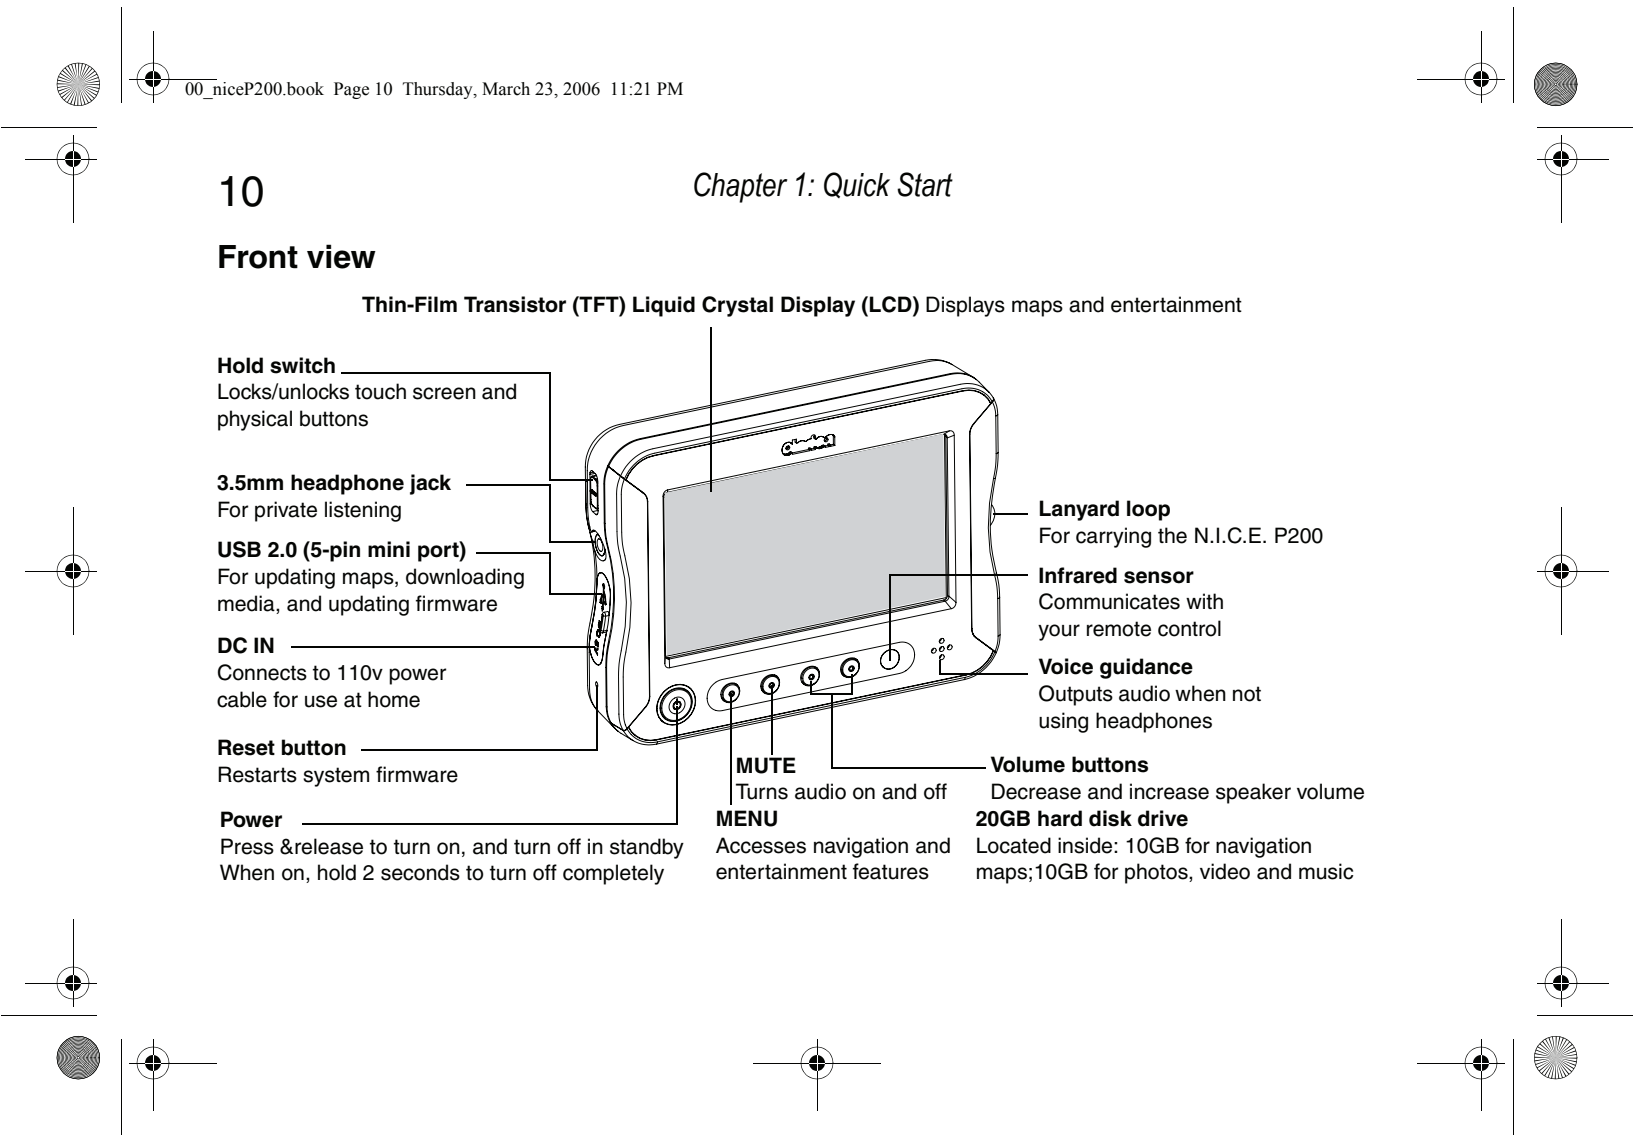 00_niceP200.book  Page 10  Thursday, March 23, 2006  11:21 PM
10
Chapter 1: Quick Start
Front view
Thin-Film Transistor (TFT) Liquid Crystal Display (LCD) Displays maps and entertainment
Hold switch
Locks/unlocks touch screen and
physical buttons
3.5mm headphone jack
For private listening
USB 2.0 (5-pin mini port)
For updating maps, downloading
media, and updating firmware
DC IN
Connects to 110v power
cable for use at home
Reset button
Restarts system firmware
Power
Press &release to turn on, and turn off in standby
When on, hold 2 seconds to turn off completely
MUTE
Turns audio on and off
MENU
Accesses navigation and
entertainment features
Lanyard loop
For carrying the N.I.C.E. P200
Infrared sensor
Communicates with
your remote control
Voice guidance
Outputs audio when not
using headphones
Volume buttons
Decrease and increase speaker volume
20GB hard disk drive
Located inside: 10GB for navigation
maps;10GB for photos, video and music